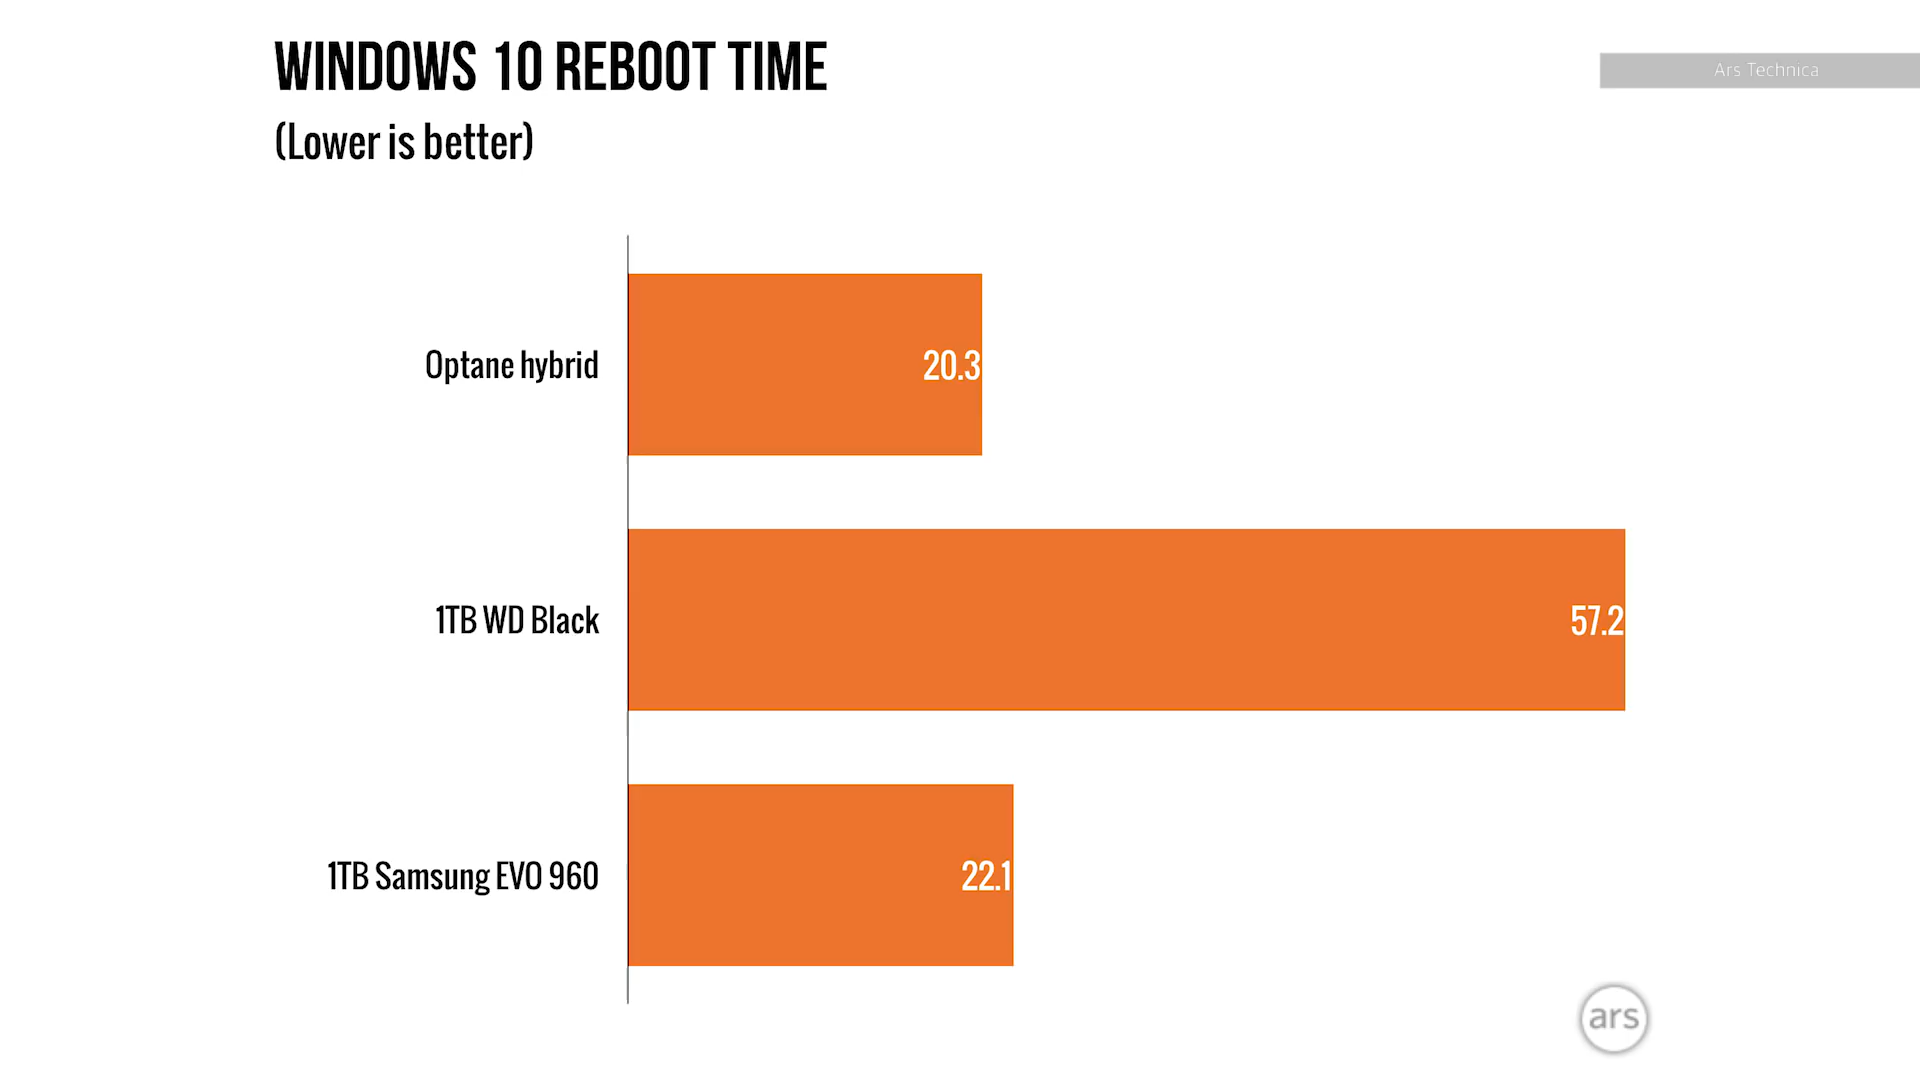 WINDOWS 10 REBOOT TIME
(Lower is better)
Ars Technica
Optane hybrid
20.3
1TB WD Black
57.2
1TB Samsung EVO 960
22.1
ars